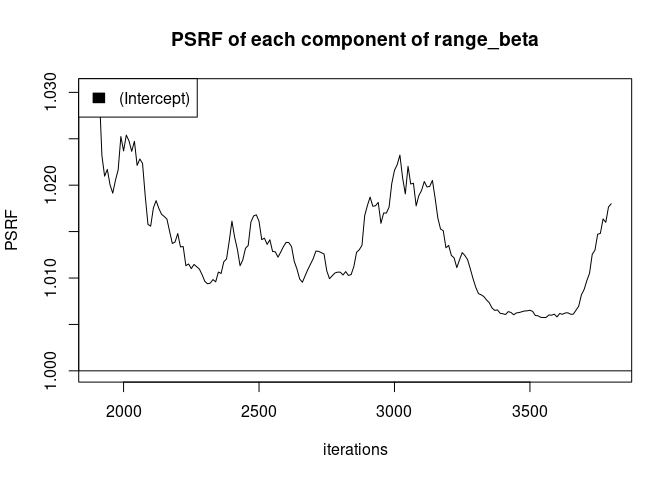 PSRF of each component of range_beta
(Intercept)
PSRF
1.030
1.020
1.010
1.000
2000 2500 3000 3500
iterations